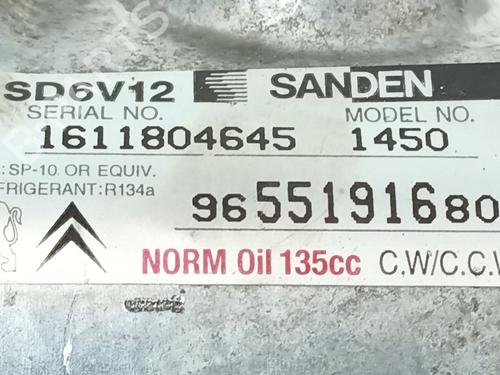 SD6V12 SANDEN
SERIAL NO. MODEL NO.
1611804645 1450
: SP-10. OR EQUIV.
FRIGERANT: R134a
9655191680
NORM Oil 135cc C.W/C.C.W